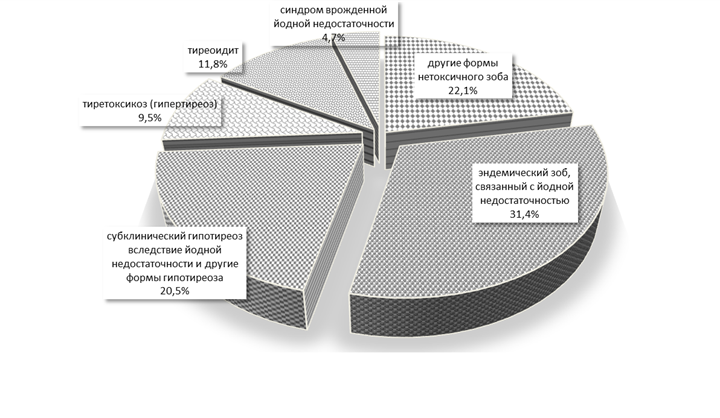 синдром врожденной
йодной недостаточности
4,7%
тиреоидит
11,8%
другие формы
нетоксичного зоба
22,1%
тиретоксикоз (гипертиреоз)
9,5%
эндемический зоб,
связанный с йодной
недостаточностью
31,4%
субклинический гипотиреоз
вследствие йодной
недостаточности и другие
формы гипотиреоза
20,5%